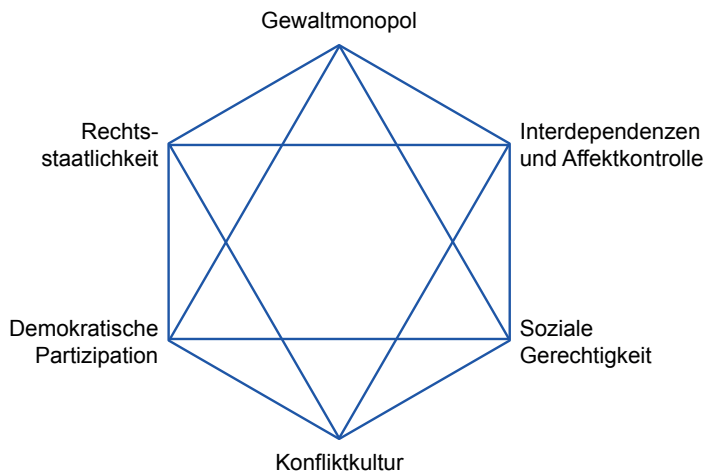 Gewaltmonopol
Rechts-
staatlichkeit
Interdependenzen
und Affektkontrolle
Demokratische
Partizipation
Soziale
Gerechtigkeit
Konfliktkultur